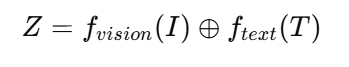 Z = f_{vision}(I) ⊕ f_{text}(T)